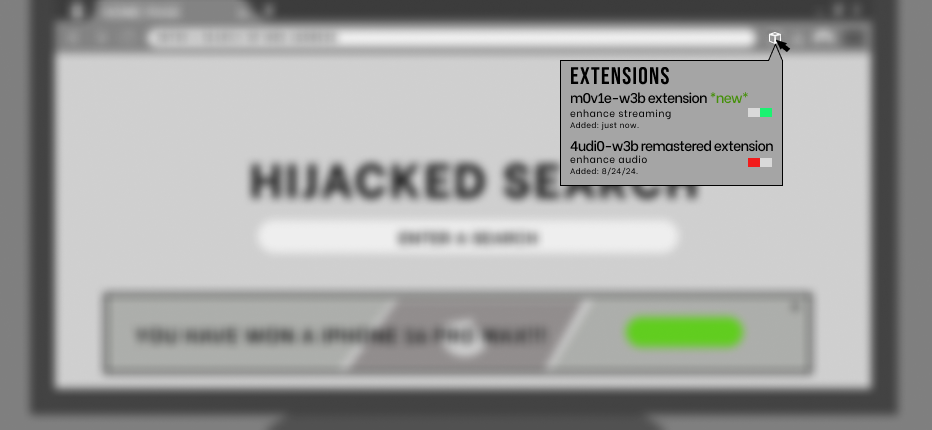 EXTENSIONS
m0v1e-w3b extension *new*
enhance streaming
Added: just now.
4udi0-w3b remastered extension
enhance audio
Added: 8/24/24.
HIJACKED SEARCH
ENTER A SEARCH
YOU HAVE WON A IPHONE 16 PRO MAX!!!